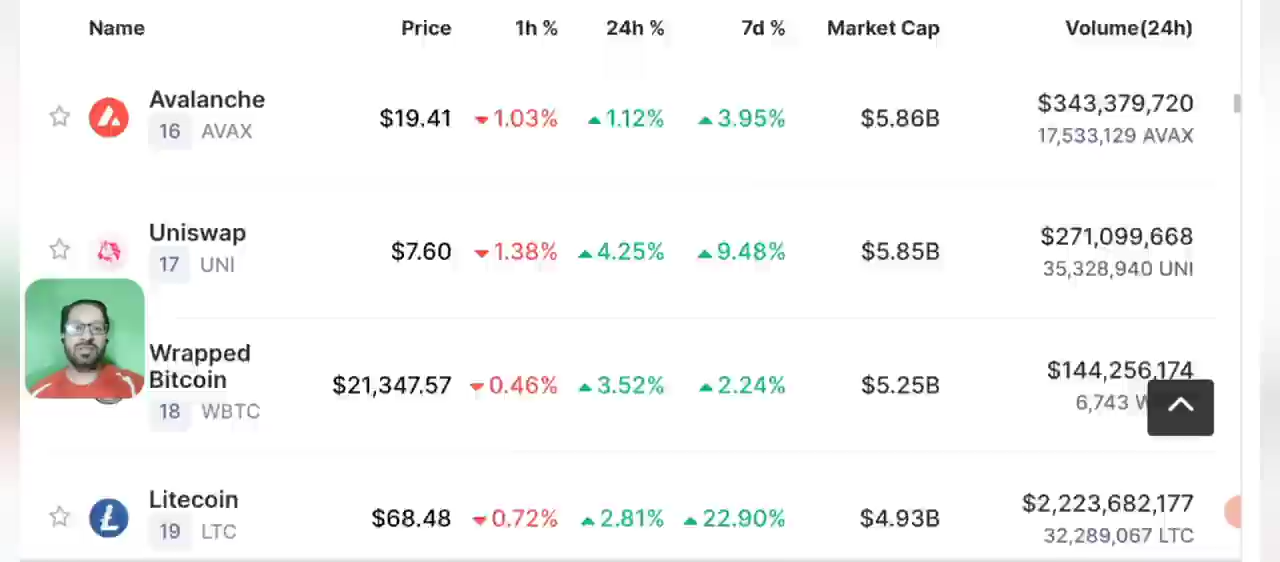 Name Price 1h % 24h % 7d % Market Cap Volume(24h)
Avalanche
16 AVAX
$19.41 1.03% 1.12% 3.95% $5.86B $343,379,720
17,533,129 AVAX
Uniswap
17 UNI
$7.60 1.38% 4.25% 9.48% $5.85B $271,099,668
35,328,940 UNI
Wrapped
Bitcoin
18 WBTC
$21,347.57 0.46% 3.52% 2.24% $5.25B $144,256,174
6,743
Litecoin
19 LTC
$68.48 0.72% 2.81% 22.90% $4.93B $2,223,682,177
32,289,067 LTC